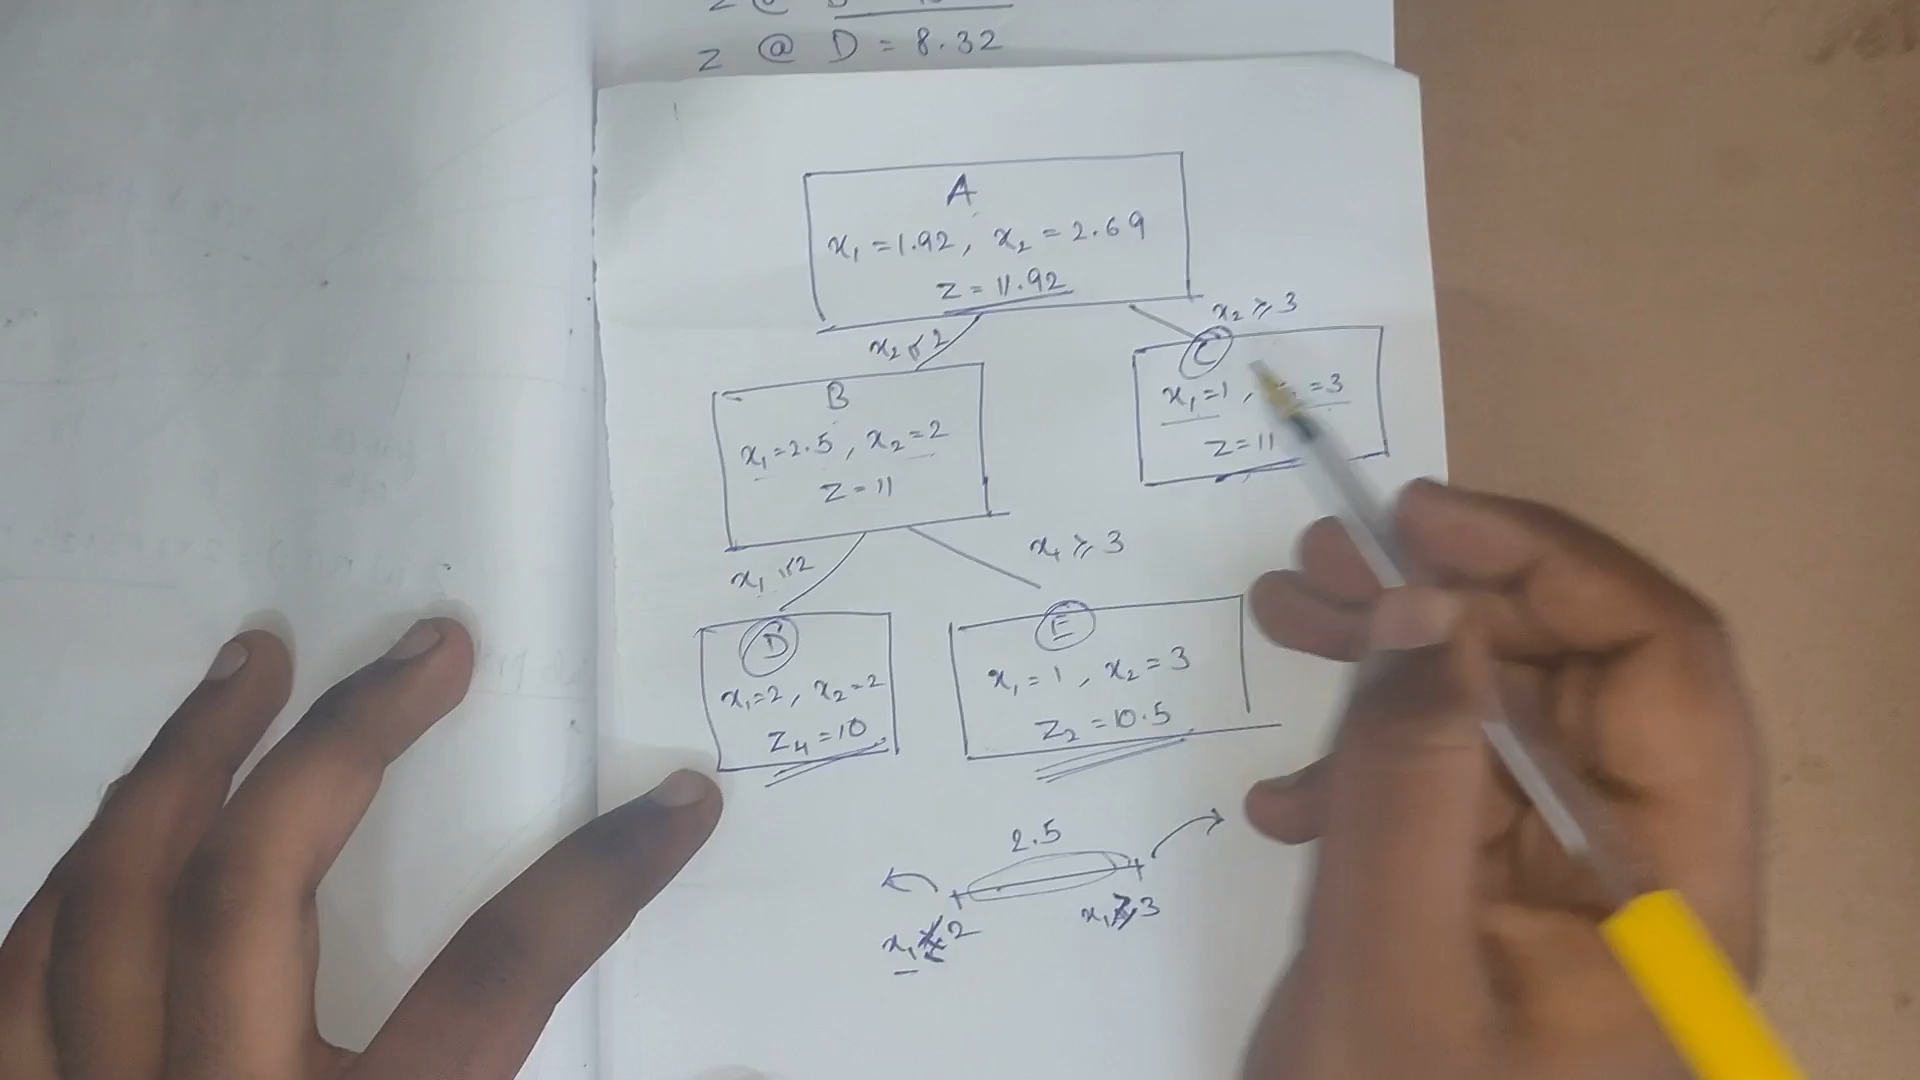 z @ D = 8.32
A
x₁ = 1.92, x₂ = 2.69
Z = 11.92
x₂ ≤ 2
x₂ ≥ 3
B
x₁ = 2.5, x₂ = 2
Z = 11
C
x₁ = 1, = 3
Z = 11
x₁ ≤ 2
x₁ ≥ 3
D
x₁ = 2, x₂ = 2
Z₄ = 10
E
x₁ = 1, x₂ = 3
Z₂ = 10.5
2.5
x₁ ≤ 2
x₁ ≥ 3